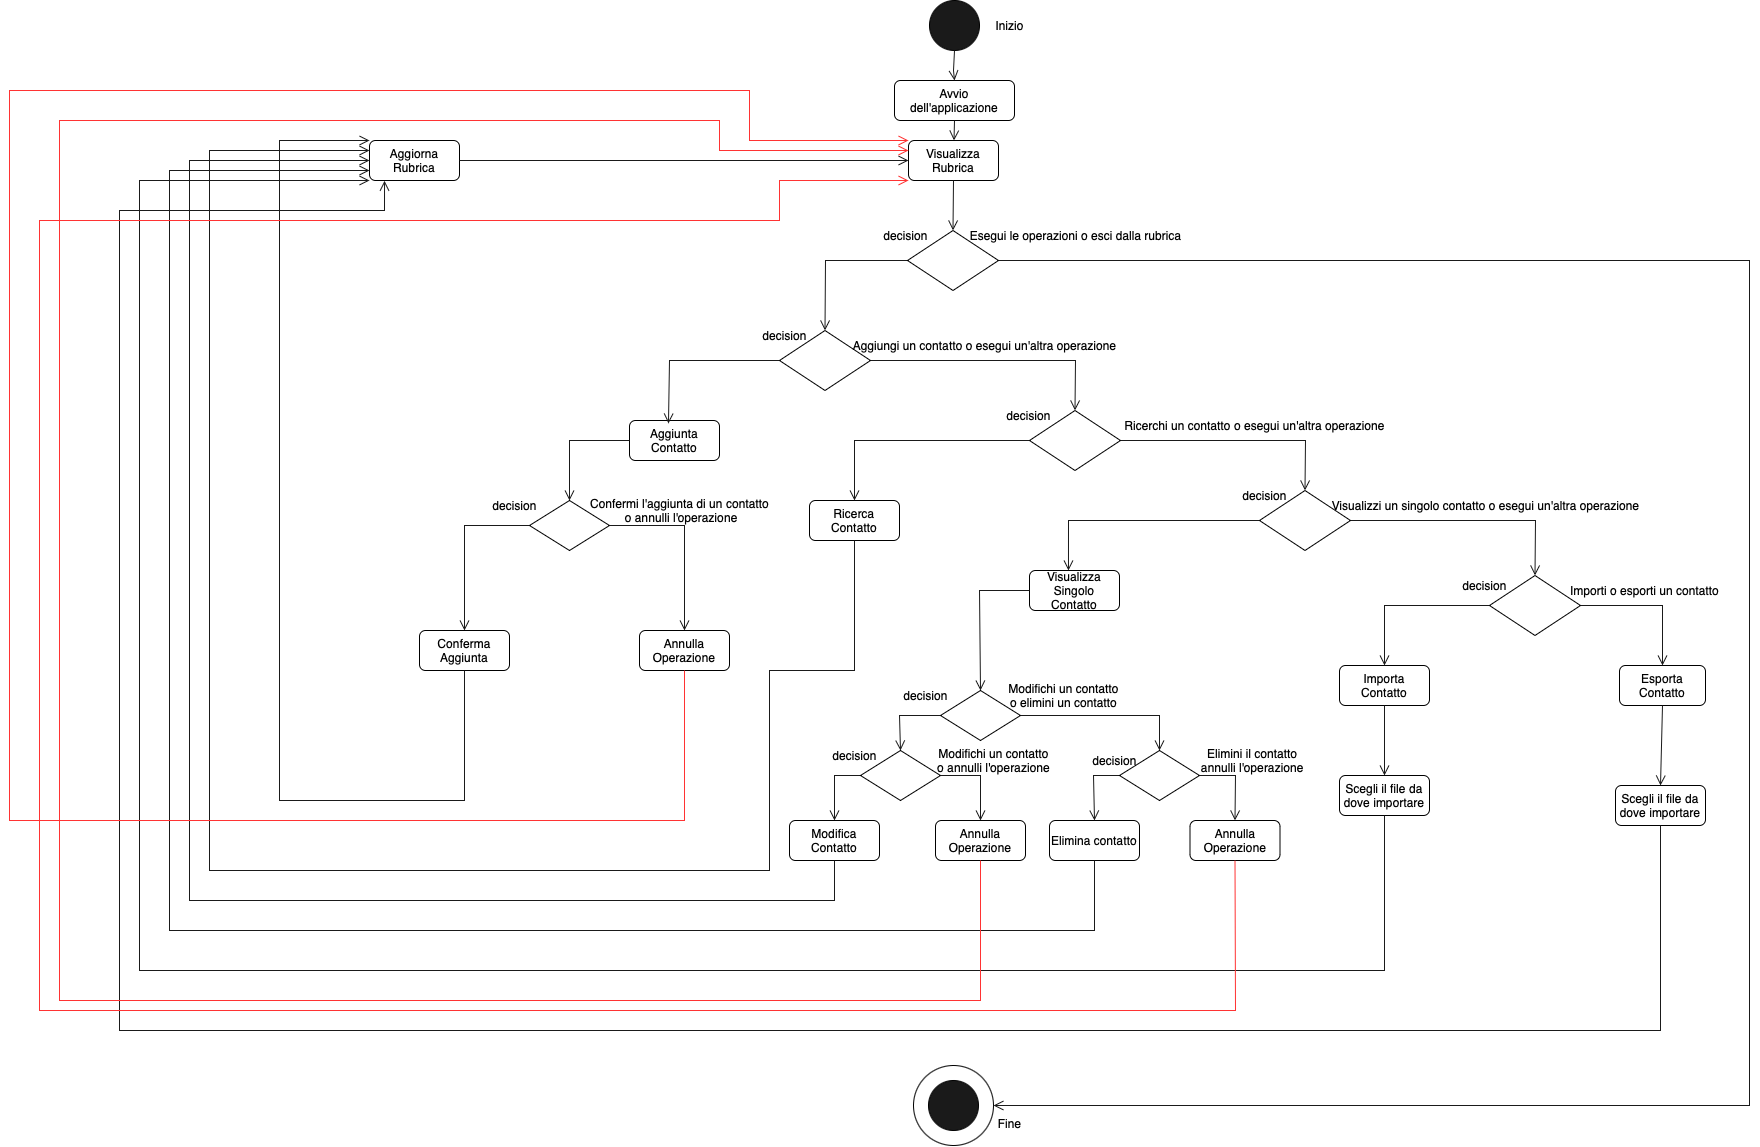 Inizio
Avvio
dell'applicazione
Aggiorna
Rubrica
Visualizza
Rubrica
decision
Esegui le operazioni o esci dalla rubrica
decision
Aggiungi un contatto o esegui un'altra operazione
decision
Ricerchi un contatto o esegui un'altra operazione
Aggiunta
Contatto
decision
Visualizzi un singolo contatto o esegui un'altra operazione
decision
Confermi l'aggiunta di un contatto
o annulli l'operazione
Ricerca
Contatto
Visualizza
Singolo
Contatto
decision
Importi o esporti un contatto
Conferma
Aggiunta
Annulla
Operazione
Importa
Contatto
Esporta
Contatto
decision
Modifichi un contatto
o elimini un contatto
decision
Modifichi un contatto
o annulli l'operazione
decision
Elimini il contatto
annulli l'operazione
Scegli il file da
dove importare
Scegli il file da
dove importare
Modifica
Contatto
Annulla
Operazione
Elimina contatto
Annulla
Operazione
Fine